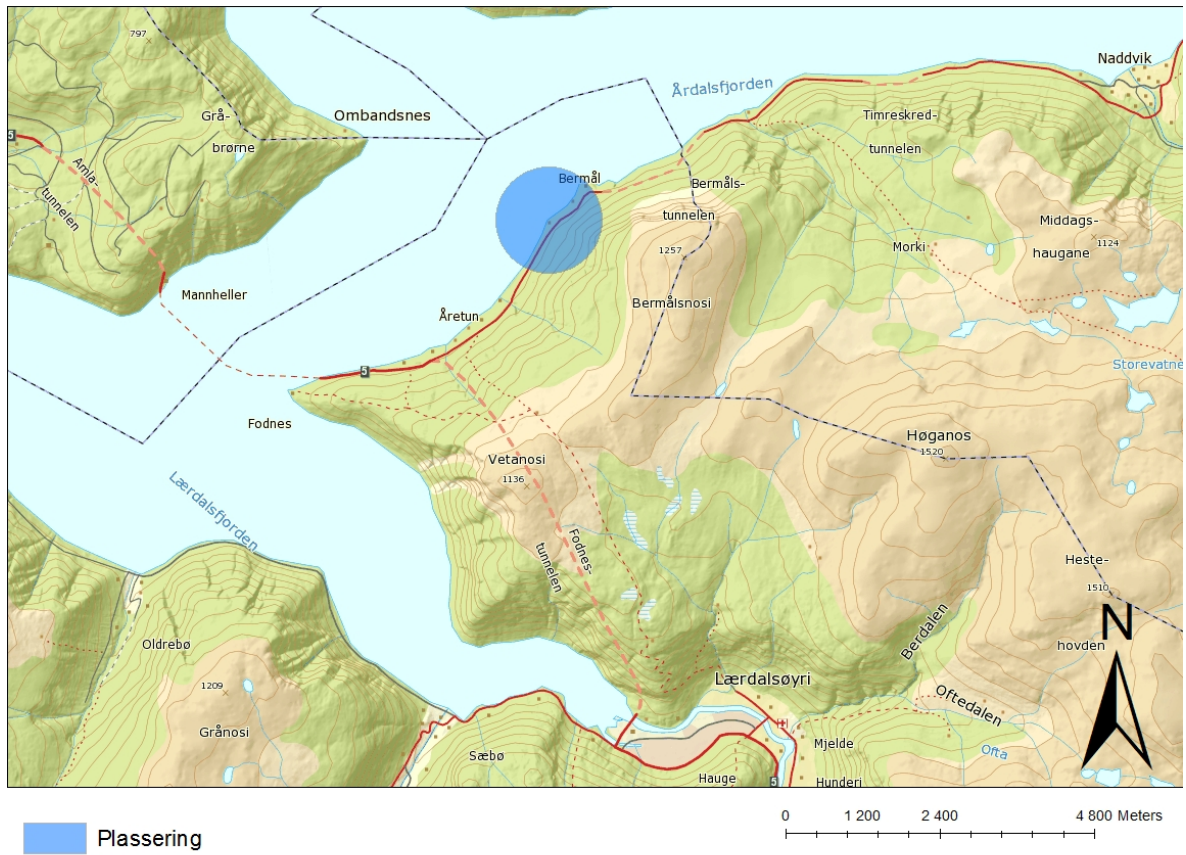 797
Grå-
brørne
Ombandsnes
Årdalsfjorden
Naddvik
5
Amla-
tunnelen
Timreskred-
tunnelen
Bermål
Bermåls-
tunnelen
1257
Middags-
haugane
1124
Morki
Mannheller
Bermålsnosi
Åretun
Storevatne
5
Fodnes
Høganos
1520
Vetanosi
1136
Lærdalsfjorden
Fodnes-
tunnelen
Heste-
1510
hovden
N
Oldrebø
Berdalen
1209
Grånosi
Lærdalsøyri
Oftedalen
Ofta
Sæbø
Mjelde
Hauge
5
Hunderi
Plassering
0 1 200 2 400 4 800 Meters